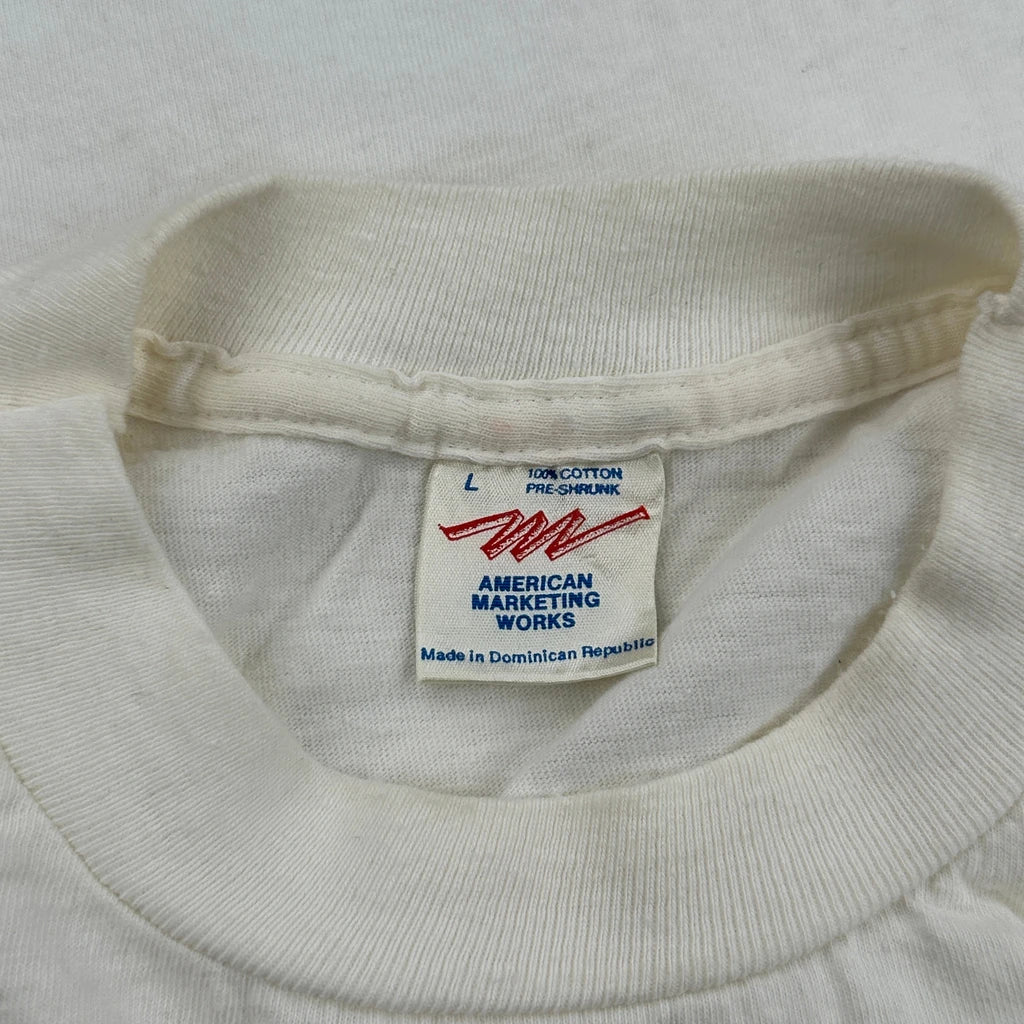 L
100% COTTON
PRE-SHRUNK
AMERICAN
MARKETING
WORKS
Made in Dominican Republic